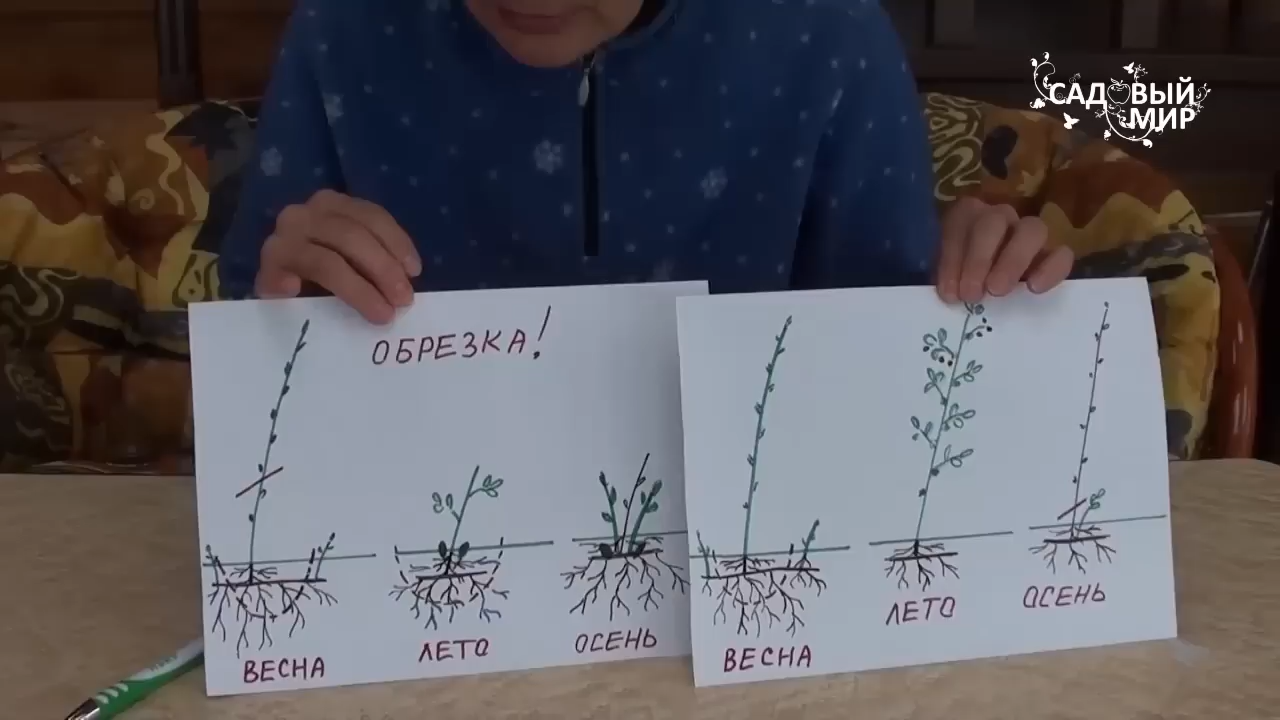 САДОВЫЙ
МИР
ОБРЕЗКА!
ВЕСНА
ЛЕТО
ОСЕНЬ
ВЕСНА
ЛЕТО
ОСЕНЬ